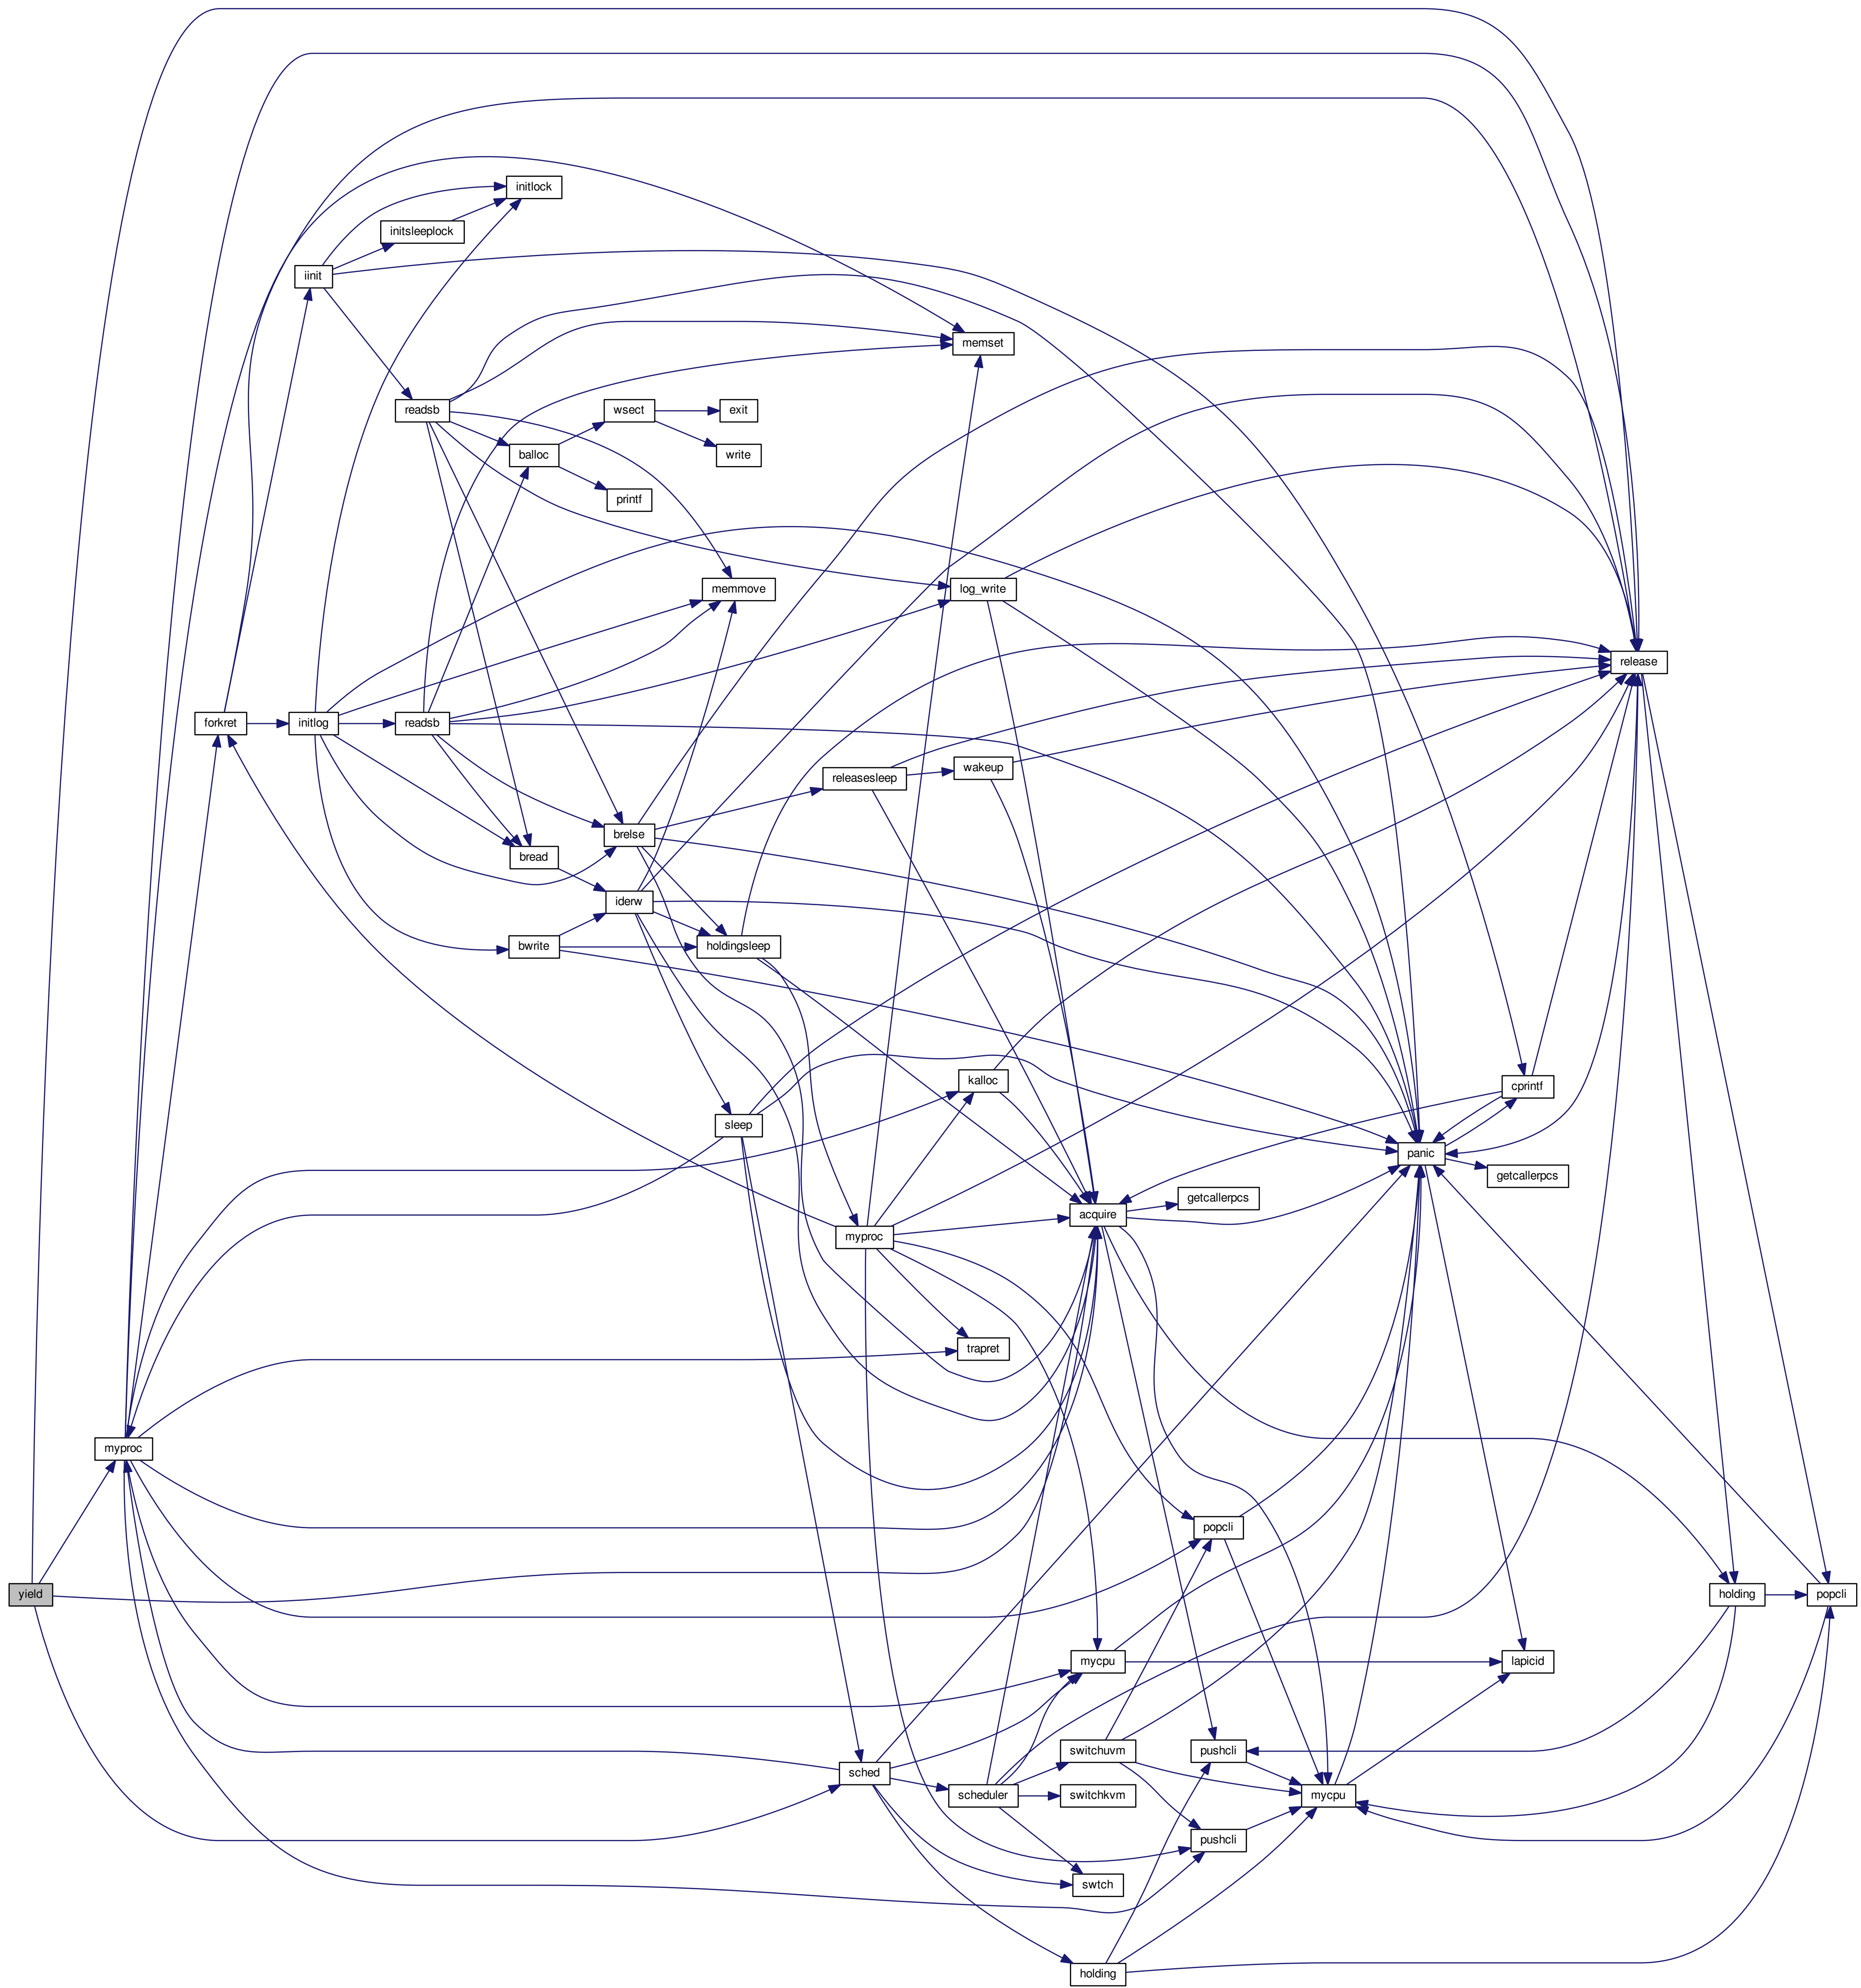 initlock
initsleeplock
iinit
memset
readsb
wsect
exit
balloc
write
printf
memmove
log_write
release
forkret
initlog
readsb
releasesleep
wakeup
brelse
bread
iderw
bwrite
holdingsleep
kalloc
cprintf
sleep
panic
getcallerpcs
getcallerpcs
acquire
myproc
trapret
myproc
popcli
yield
holding
popcli
mycpu
lapicid
switchuvm
pushcli
sched
scheduler
switchkvm
mycpu
pushcli
swtch
holding